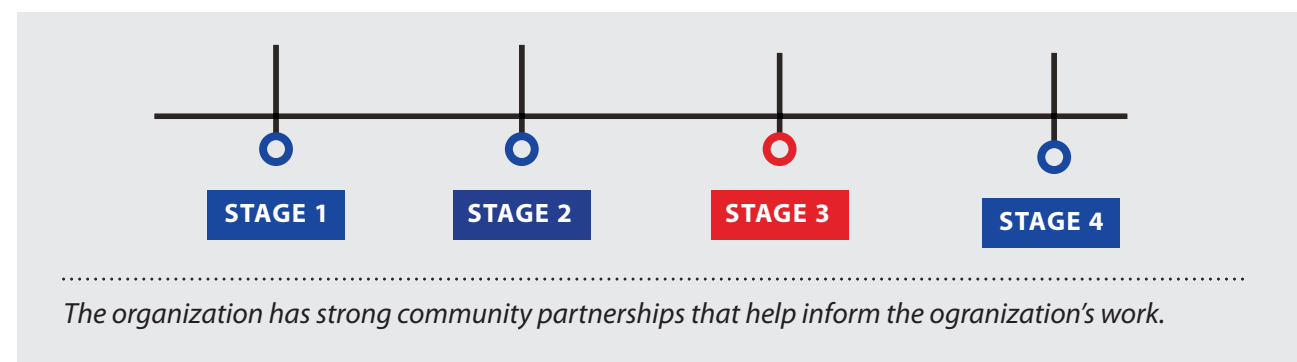 STAGE 1 STAGE 2 STAGE 3 STAGE 4
The organization has strong community partnerships that help inform the ogranization’s work.